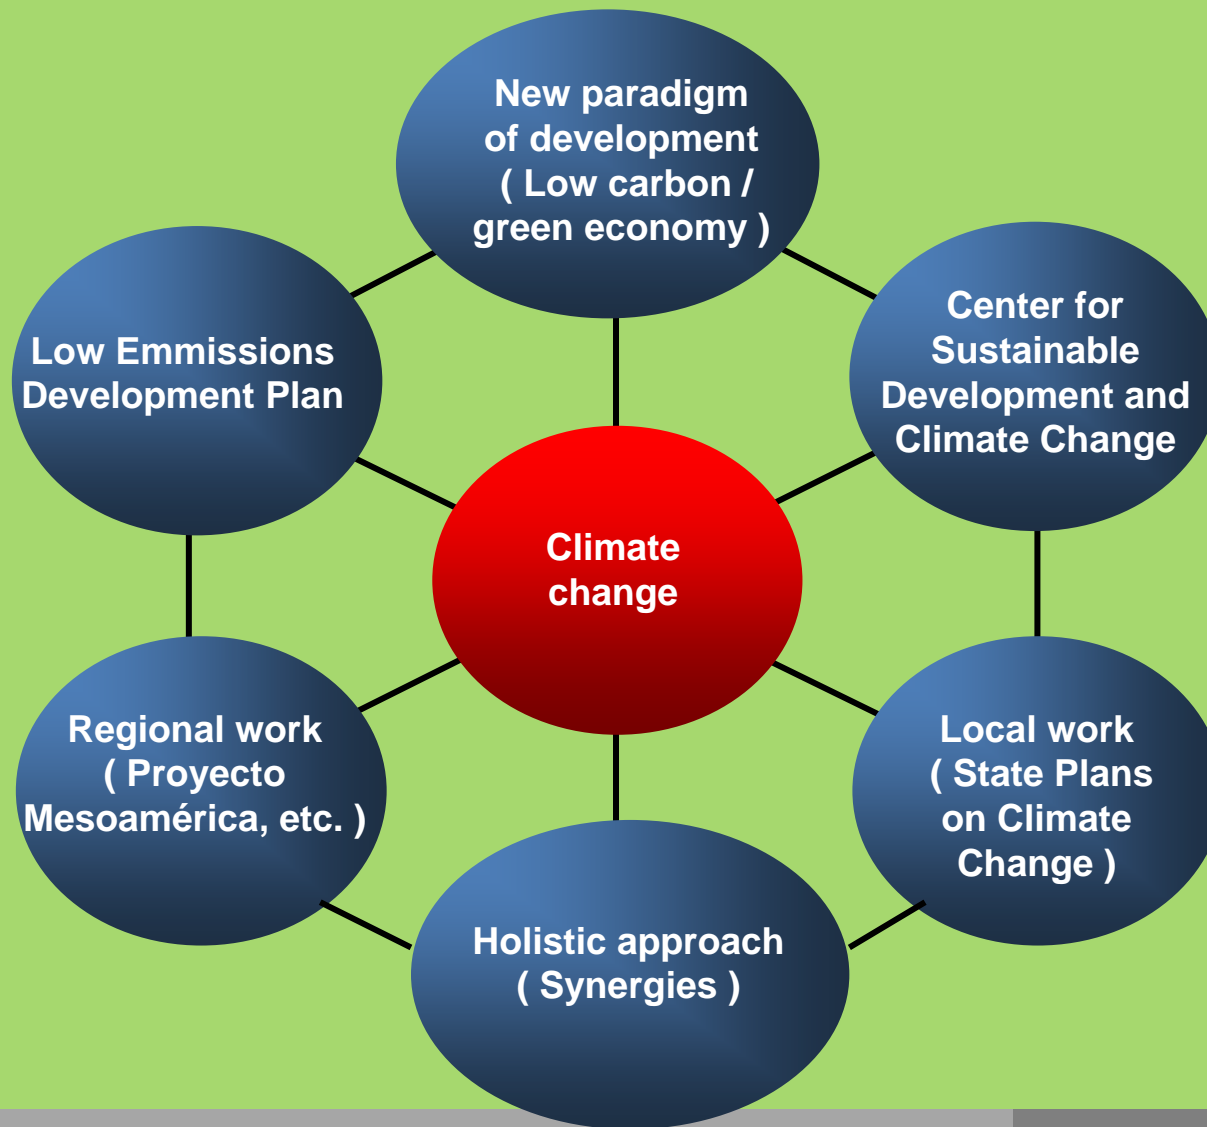 New paradigm
of development
( Low carbon /
green economy )
Low Emmissions
Development Plan
Center for
Sustainable
Development and
Climate Change
Climate
change
Regional work
( Proyecto
Mesoamérica, etc. )
Local work
( State Plans
on Climate
Change )
Holistic approach
( Synergies )